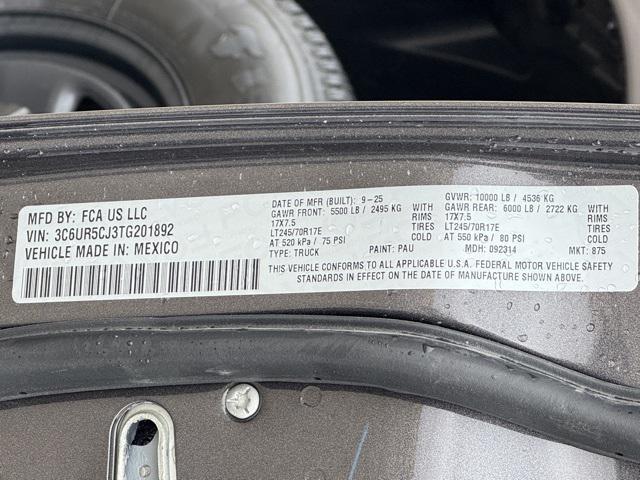 MFD BY: FCA US LLC
VIN: 3C6UR5CJ3TG201892
VEHICLE MADE IN: MEXICO
DATE OF MFR (BUILT): 9-25
GAWR FRONT: 5500 LB / 2495 KG WITH
17X7.5 RIMS
LT245/70R17E TIRES
AT 520 kPa / 75 PSI COLD
TYPE: TRUCK PAINT: PAU
GVWR: 10000 LB / 4536 KG
GAWR REAR: 6000 LB / 2722 KG WITH
17X7.5 RIMS
LT245/70R17E TIRES
AT 550 kPa / 80 PSI COLD
MDH: 092314 MKT: 875
THIS VEHICLE CONFORMS TO ALL APPLICABLE U.S.A. FEDERAL MOTOR VEHICLE SAFETY
STANDARDS IN EFFECT ON THE DATE OF MANUFACTURE SHOWN ABOVE.